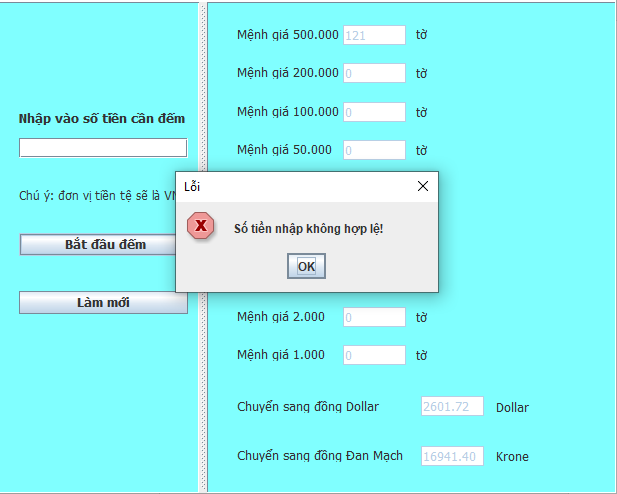 Mệnh giá 500.000 121 tờ
Mệnh giá 200.000 0 tờ
Mệnh giá 100.000 0 tờ
Mệnh giá 50.000 0 tờ
Nhập vào số tiền cần đếm
Chú ý: đơn vị tiền tệ sẽ là VN
Bắt đầu đếm
Làm mới
Lỗi
Số tiền nhập không hợp lệ!
OK
Mệnh giá 2.000 0 tờ
Mệnh giá 1.000 0 tờ
Chuyển sang đồng Dollar 2601.72 Dollar
Chuyển sang đồng Đan Mạch 16941.40 Krone